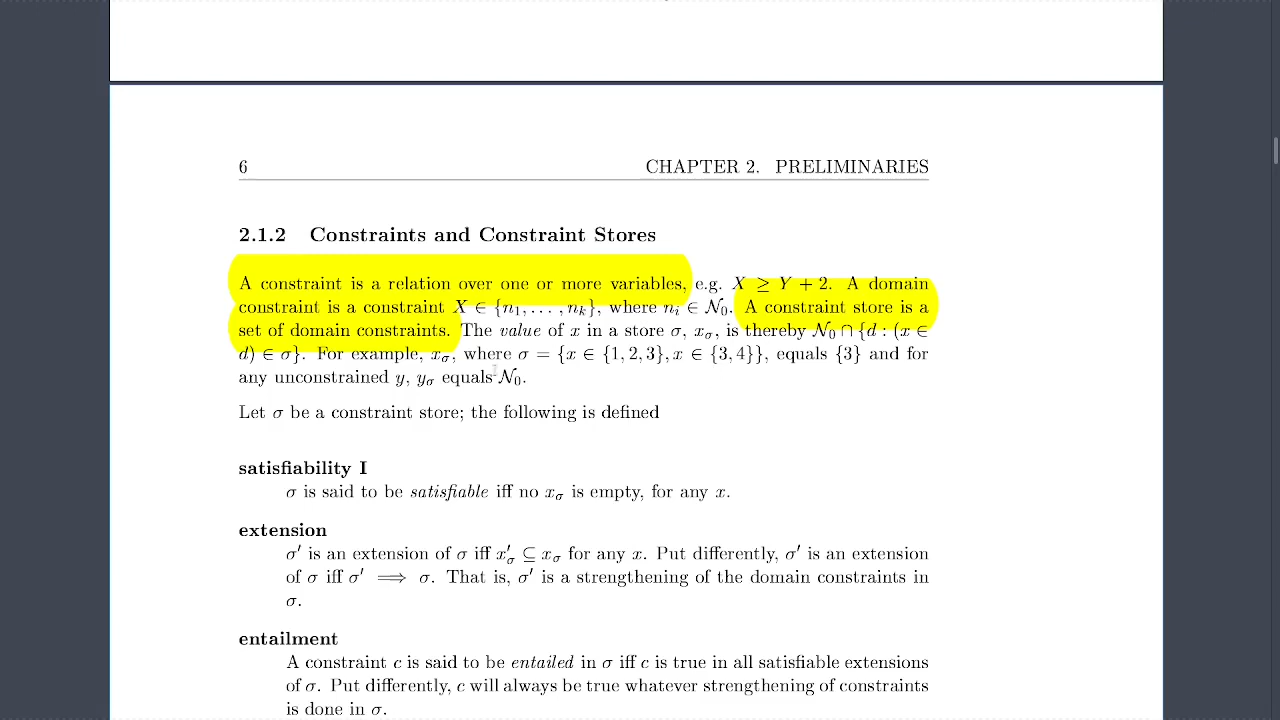 6 CHAPTER 2. PRELIMINARIES
2.1.2 Constraints and Constraint Stores
A constraint is a relation over one or more variables, e.g. X ≥ Y + 2. A domain
constraint is a constraint X ∈ {n₁, . . . , nₖ}, where nᵢ ∈ 𝒩₀. A constraint store is a
set of domain constraints. The value of x in a store σ, x_σ, is thereby 𝒩₀ ∩ {d : (x ∈
d) ∈ σ}. For example, x_σ, where σ = {x ∈ {1, 2, 3}, x ∈ {3, 4}}, equals {3} and for
any unconstrained y, y_σ equals 𝒩₀.
Let σ be a constraint store; the following is defined
satisfiability I
σ is said to be satisfiable iff no x_σ is empty, for any x.
extension
σ′ is an extension of σ iff x′_σ ⊆ x_σ for any x. Put differently, σ′ is an extension
of σ iff σ′ ⟹ σ. That is, σ′ is a strengthening of the domain constraints in
σ.
entailment
A constraint c is said to be entailed in σ iff c is true in all satisfiable extensions
of σ. Put differently, c will always be true whatever strengthening of constraints
is done in σ.